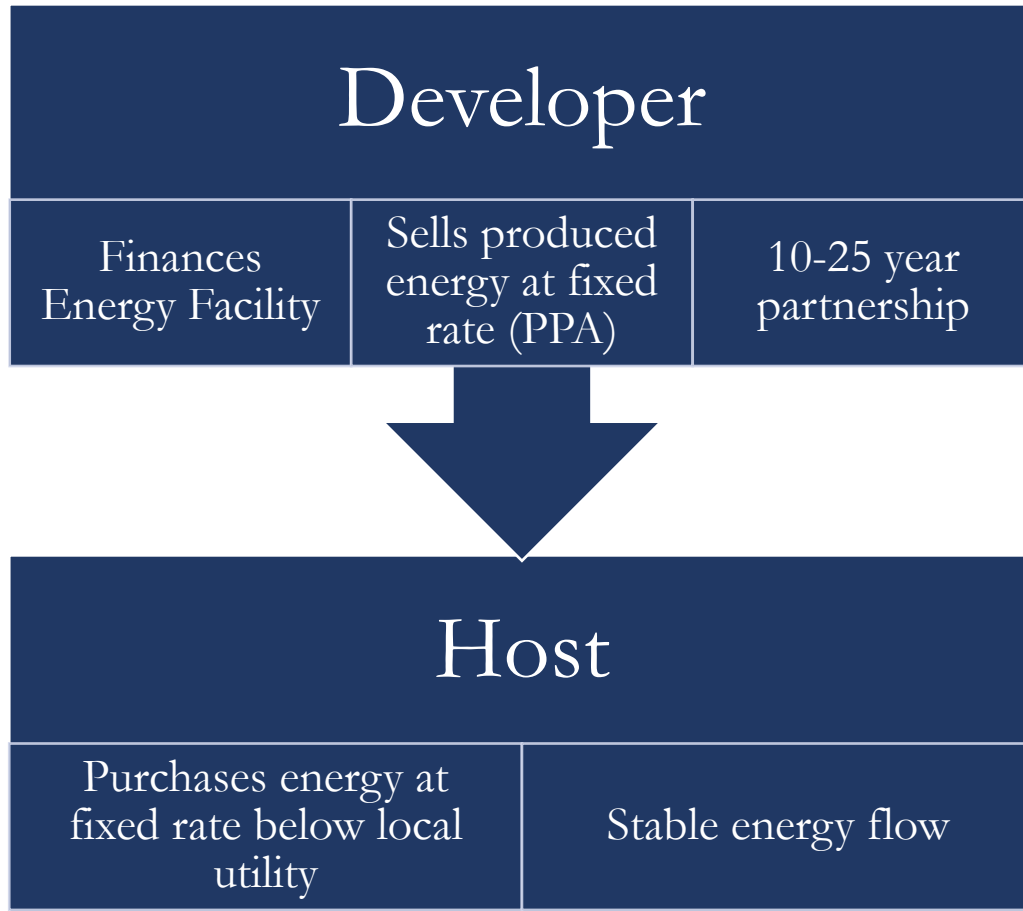 Developer
Finances
Energy Facility
Sells produced
energy at fixed
rate (PPA)
10-25 year
partnership
Host
Purchases energy at
fixed rate below local
utility
Stable energy flow